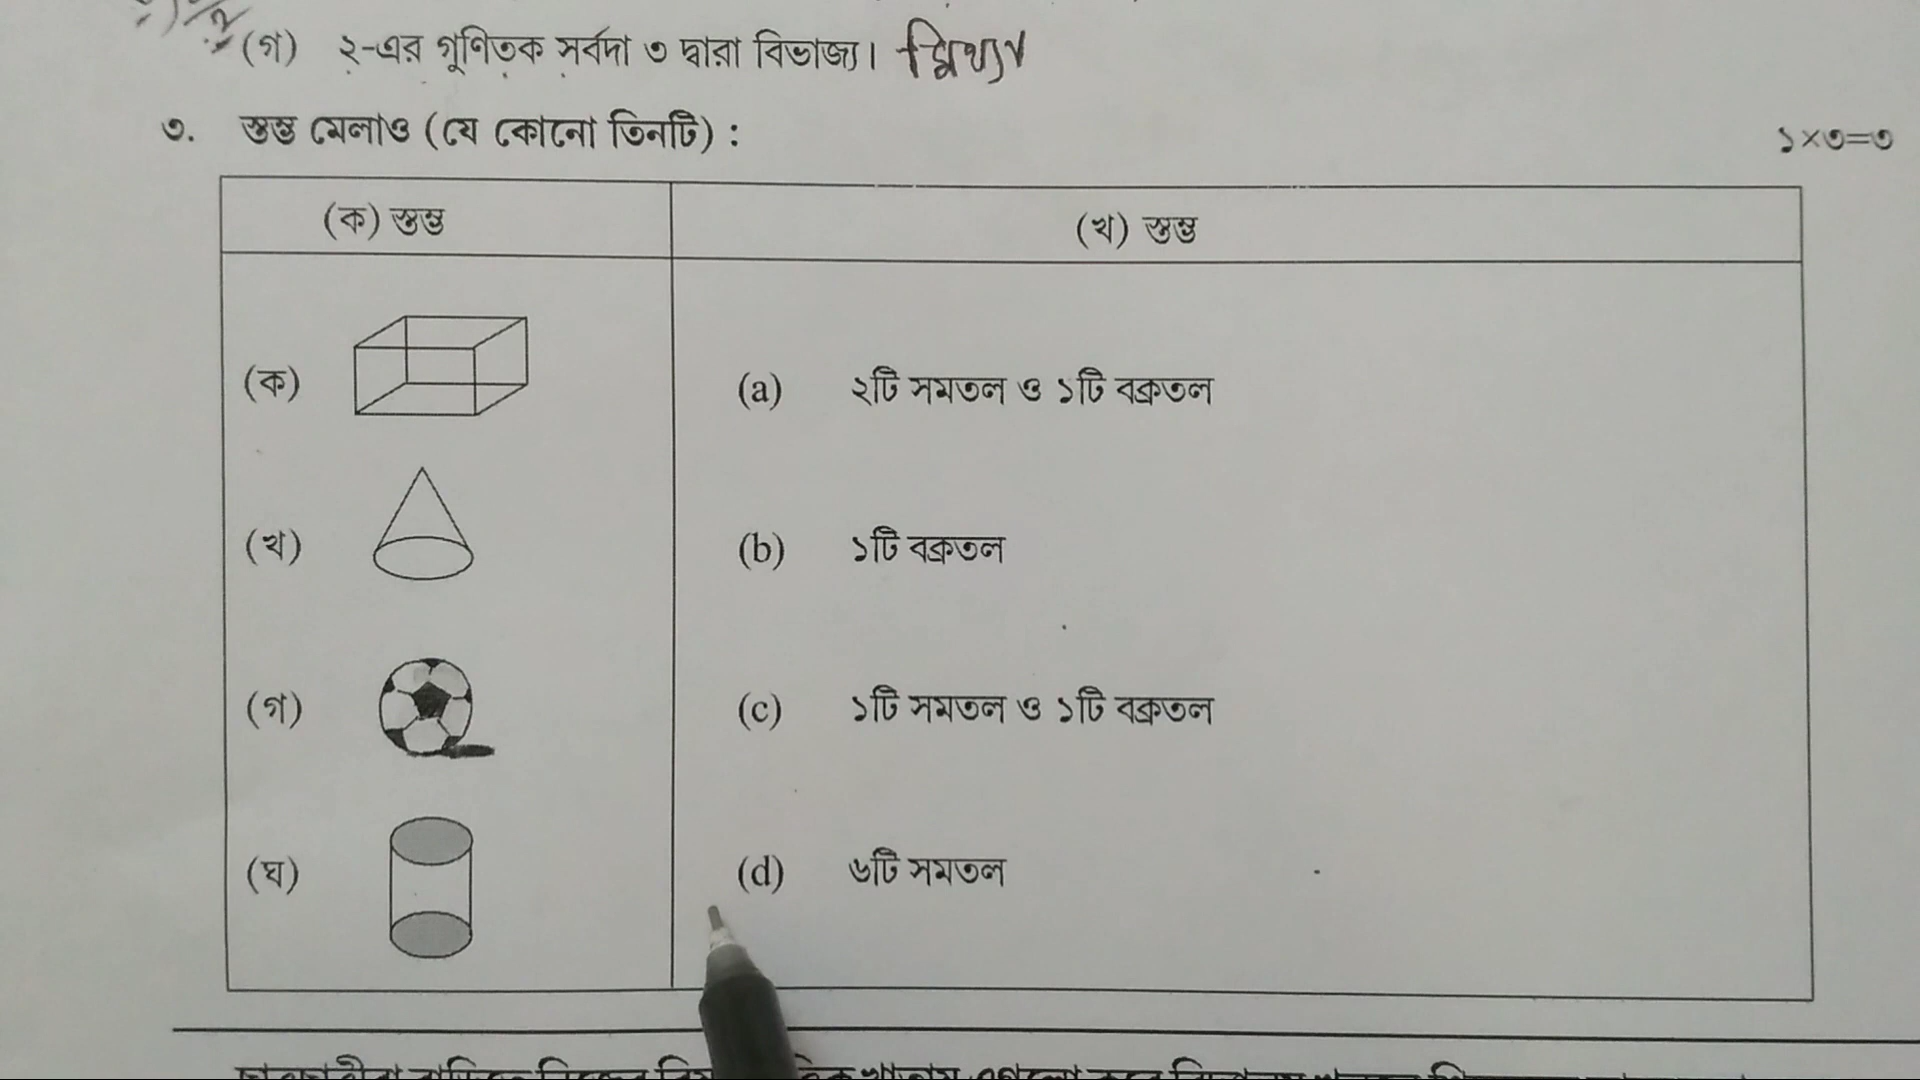 (গ) ২-এর গুণিতক সর্বদা ৩ দ্বারা বিভাজ্য। মিথ্যা
৩. স্তম্ভ মেলাও (যে কোনো তিনটি) : ১×৩=৩
(ক) স্তম্ভ (খ) স্তম্ভ
(ক) (a) ২টি সমতল ও ১টি বক্রতল
(খ) (b) ১টি বক্রতল
(গ) (c) ১টি সমতল ও ১টি বক্রতল
(ঘ) (d) ৬টি সমতল